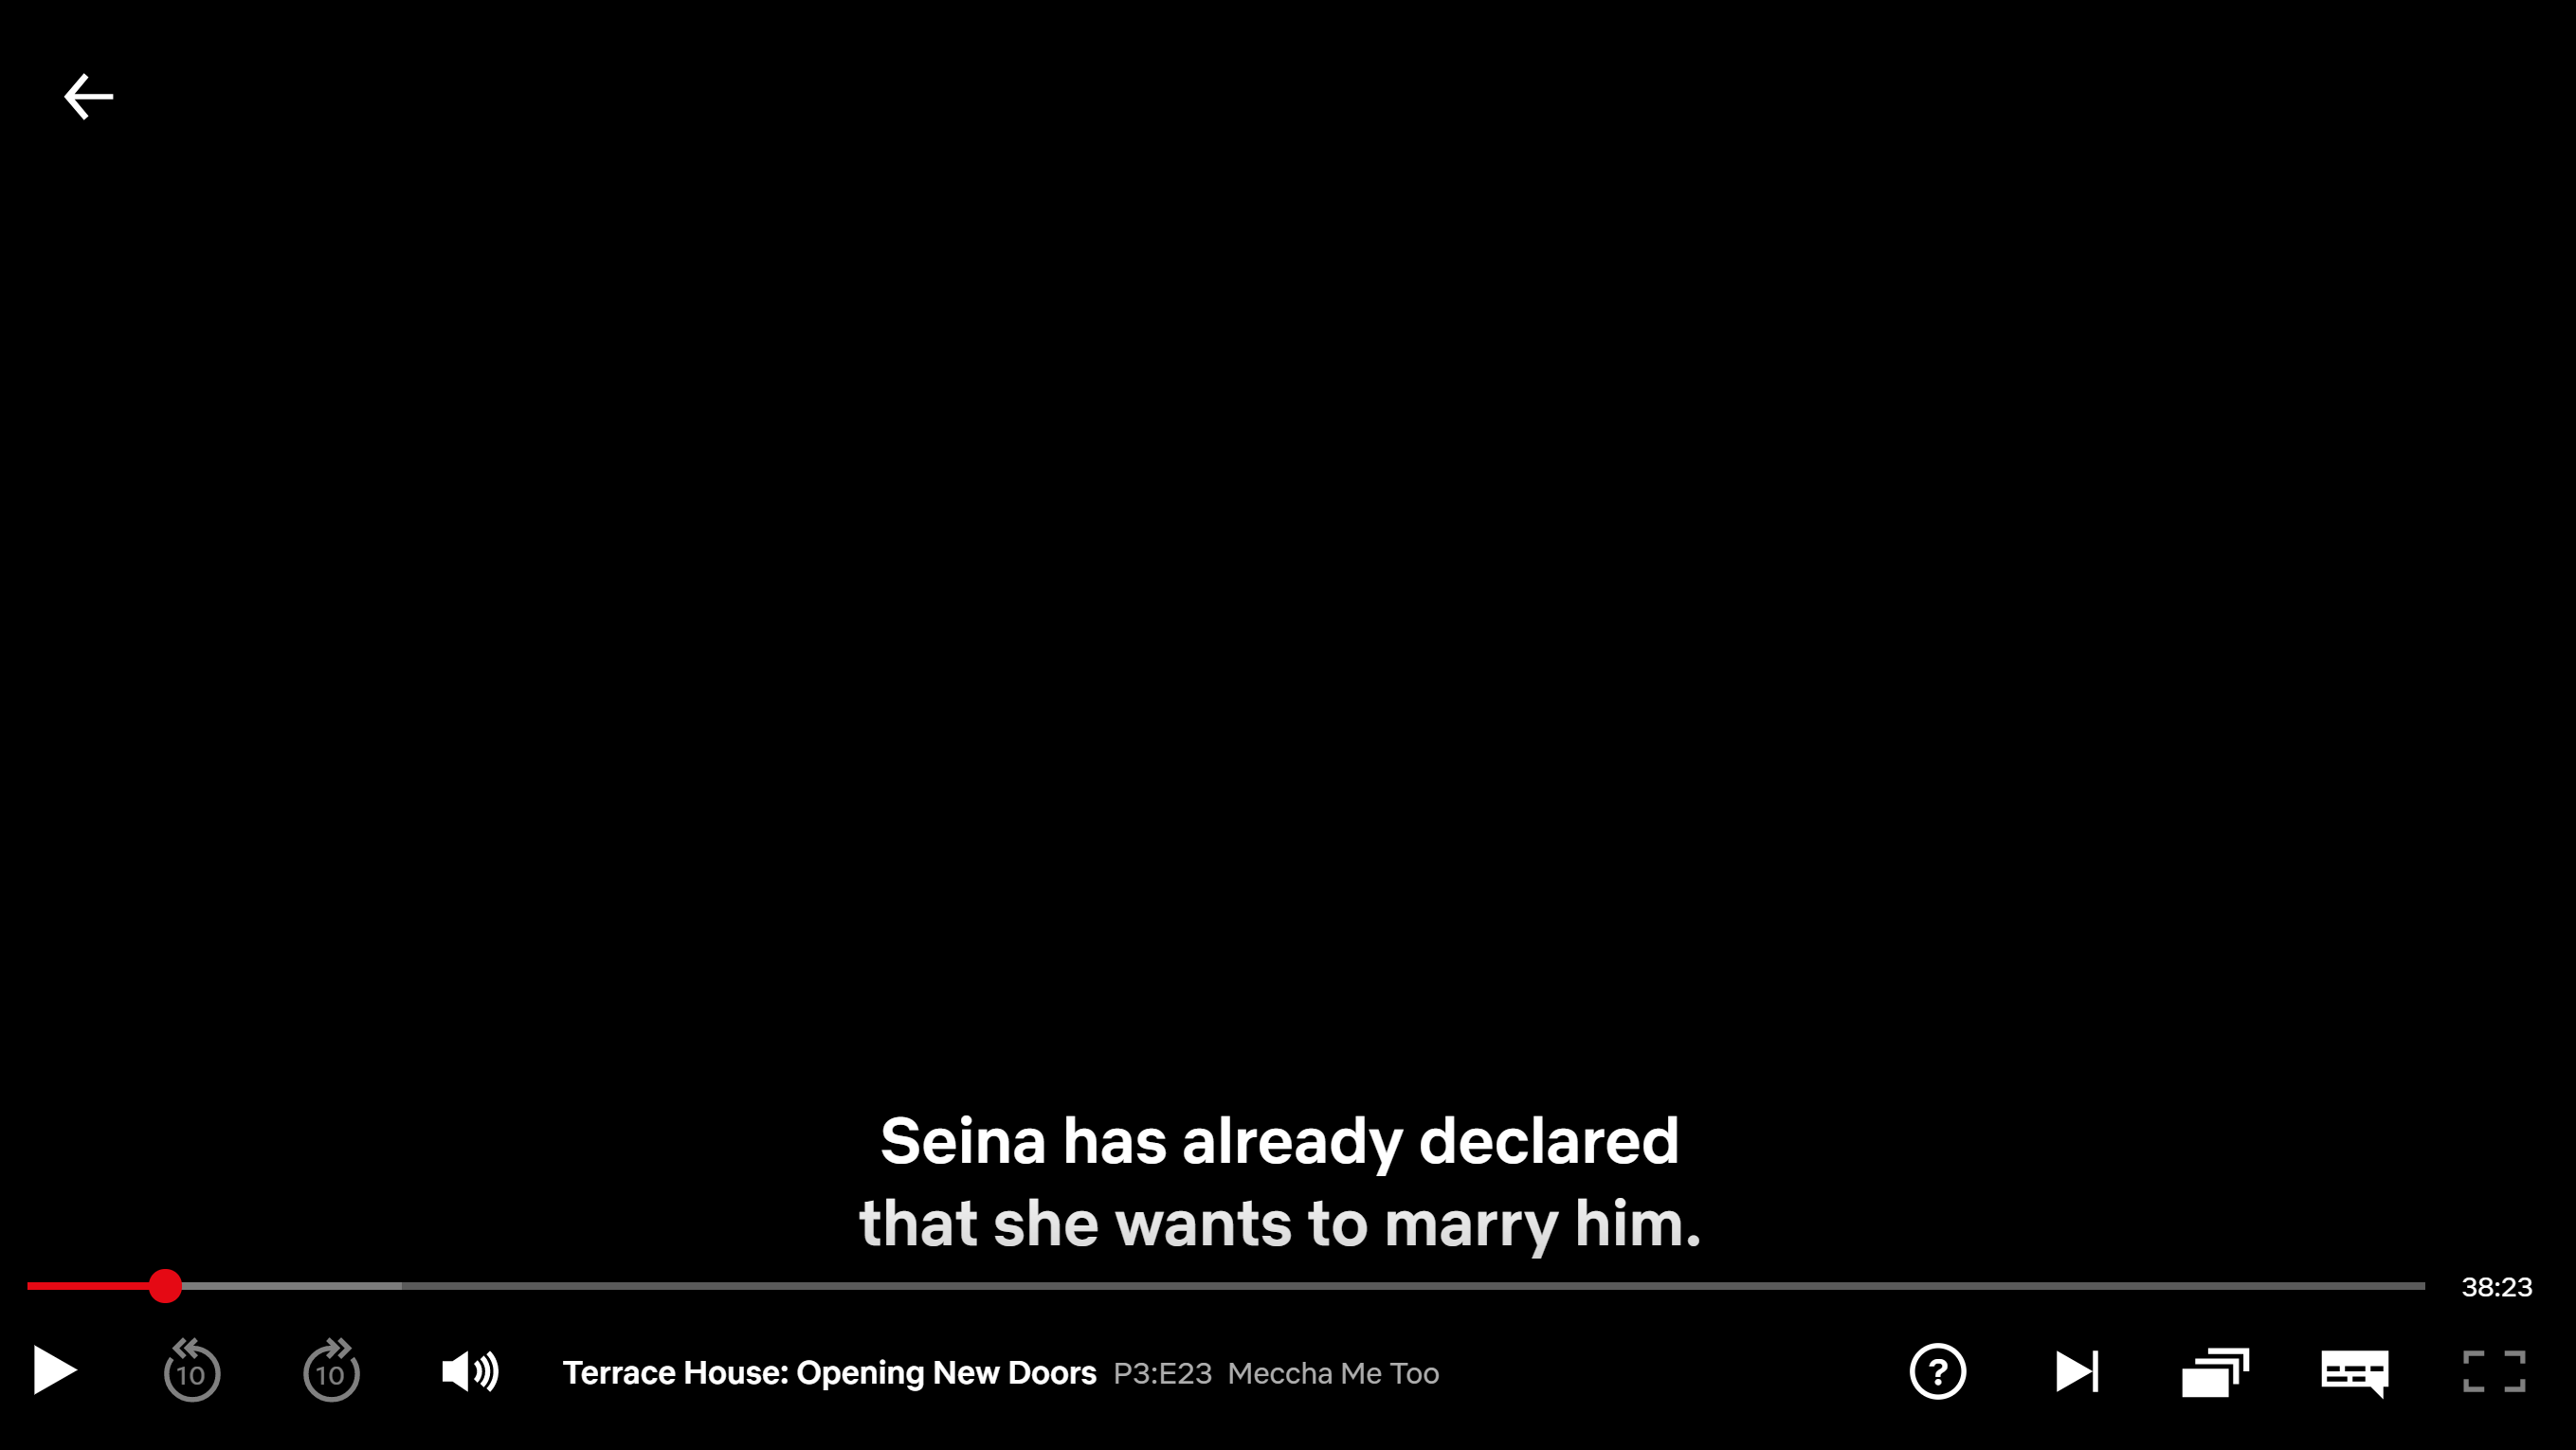 Seina has already declared
that she wants to marry him.
38:23
10
10
Terrace House: Opening New Doors P3:E23 Meccha Me Too
?